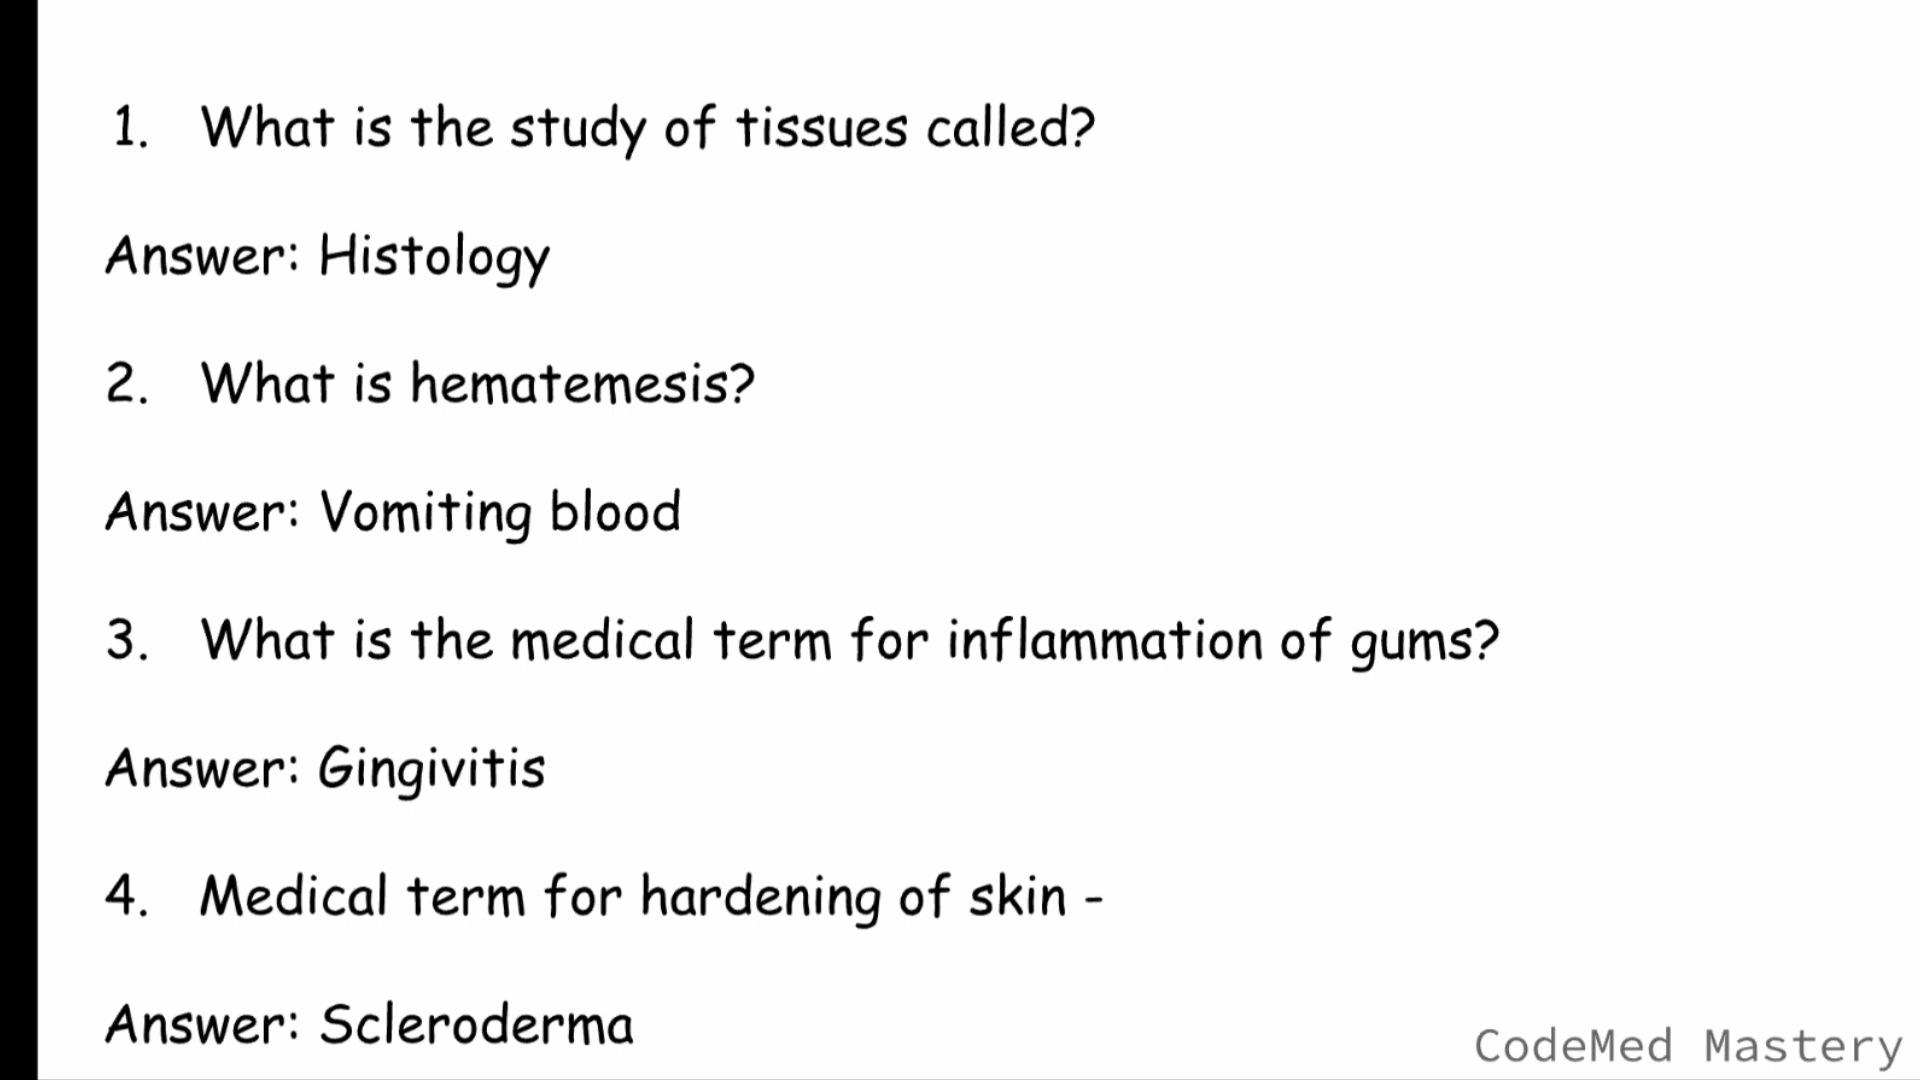 1. What is the study of tissues called?
Answer: Histology
2. What is hematemesis?
Answer: Vomiting blood
3. What is the medical term for inflammation of gums?
Answer: Gingivitis
4. Medical term for hardening of skin -
Answer: Scleroderma
CodeMed Mastery